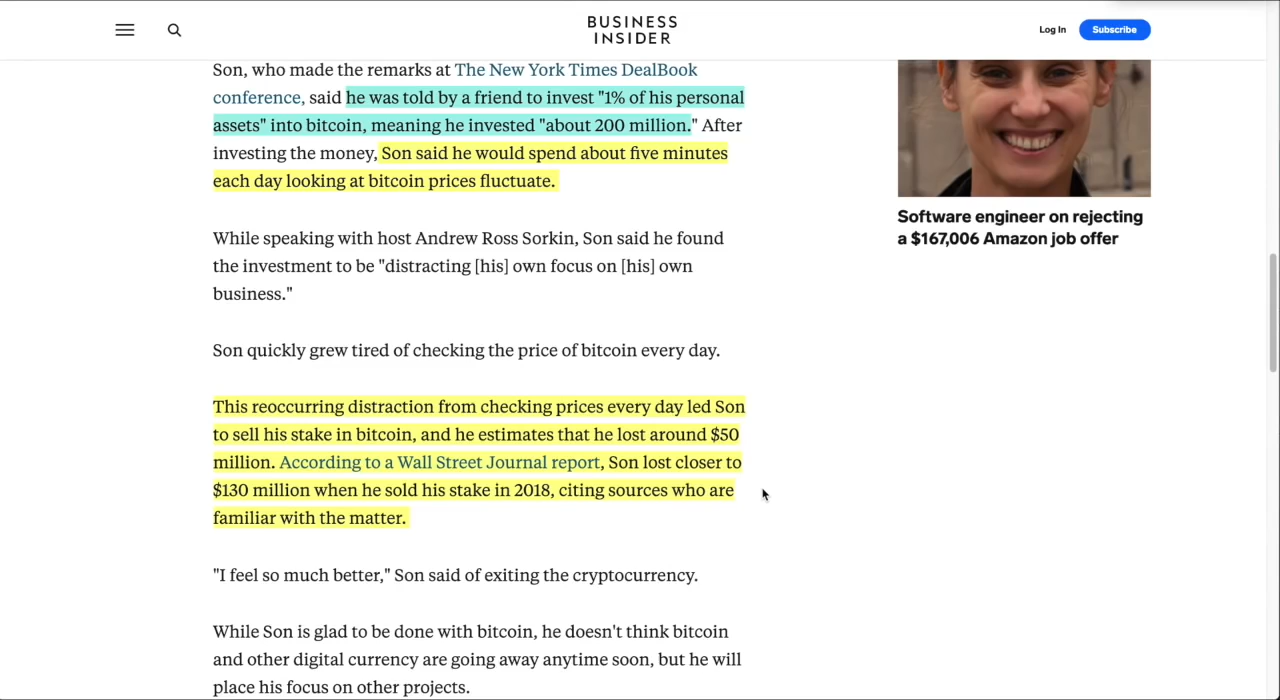 BUSINESS
INSIDER
Log In
Subscribe
Son, who made the remarks at The New York Times DealBook
conference, said he was told by a friend to invest "1% of his personal
assets" into bitcoin, meaning he invested "about 200 million." After
investing the money, Son said he would spend about five minutes
each day looking at bitcoin prices fluctuate.
While speaking with host Andrew Ross Sorkin, Son said he found
the investment to be "distracting [his] own focus on [his] own
business."
Son quickly grew tired of checking the price of bitcoin every day.
This reoccurring distraction from checking prices every day led Son
to sell his stake in bitcoin, and he estimates that he lost around $50
million. According to a Wall Street Journal report, Son lost closer to
$130 million when he sold his stake in 2018, citing sources who are
familiar with the matter.
"I feel so much better," Son said of exiting the cryptocurrency.
While Son is glad to be done with bitcoin, he doesn't think bitcoin
and other digital currency are going away anytime soon, but he will
place his focus on other projects.
Software engineer on rejecting
a $167,006 Amazon job offer